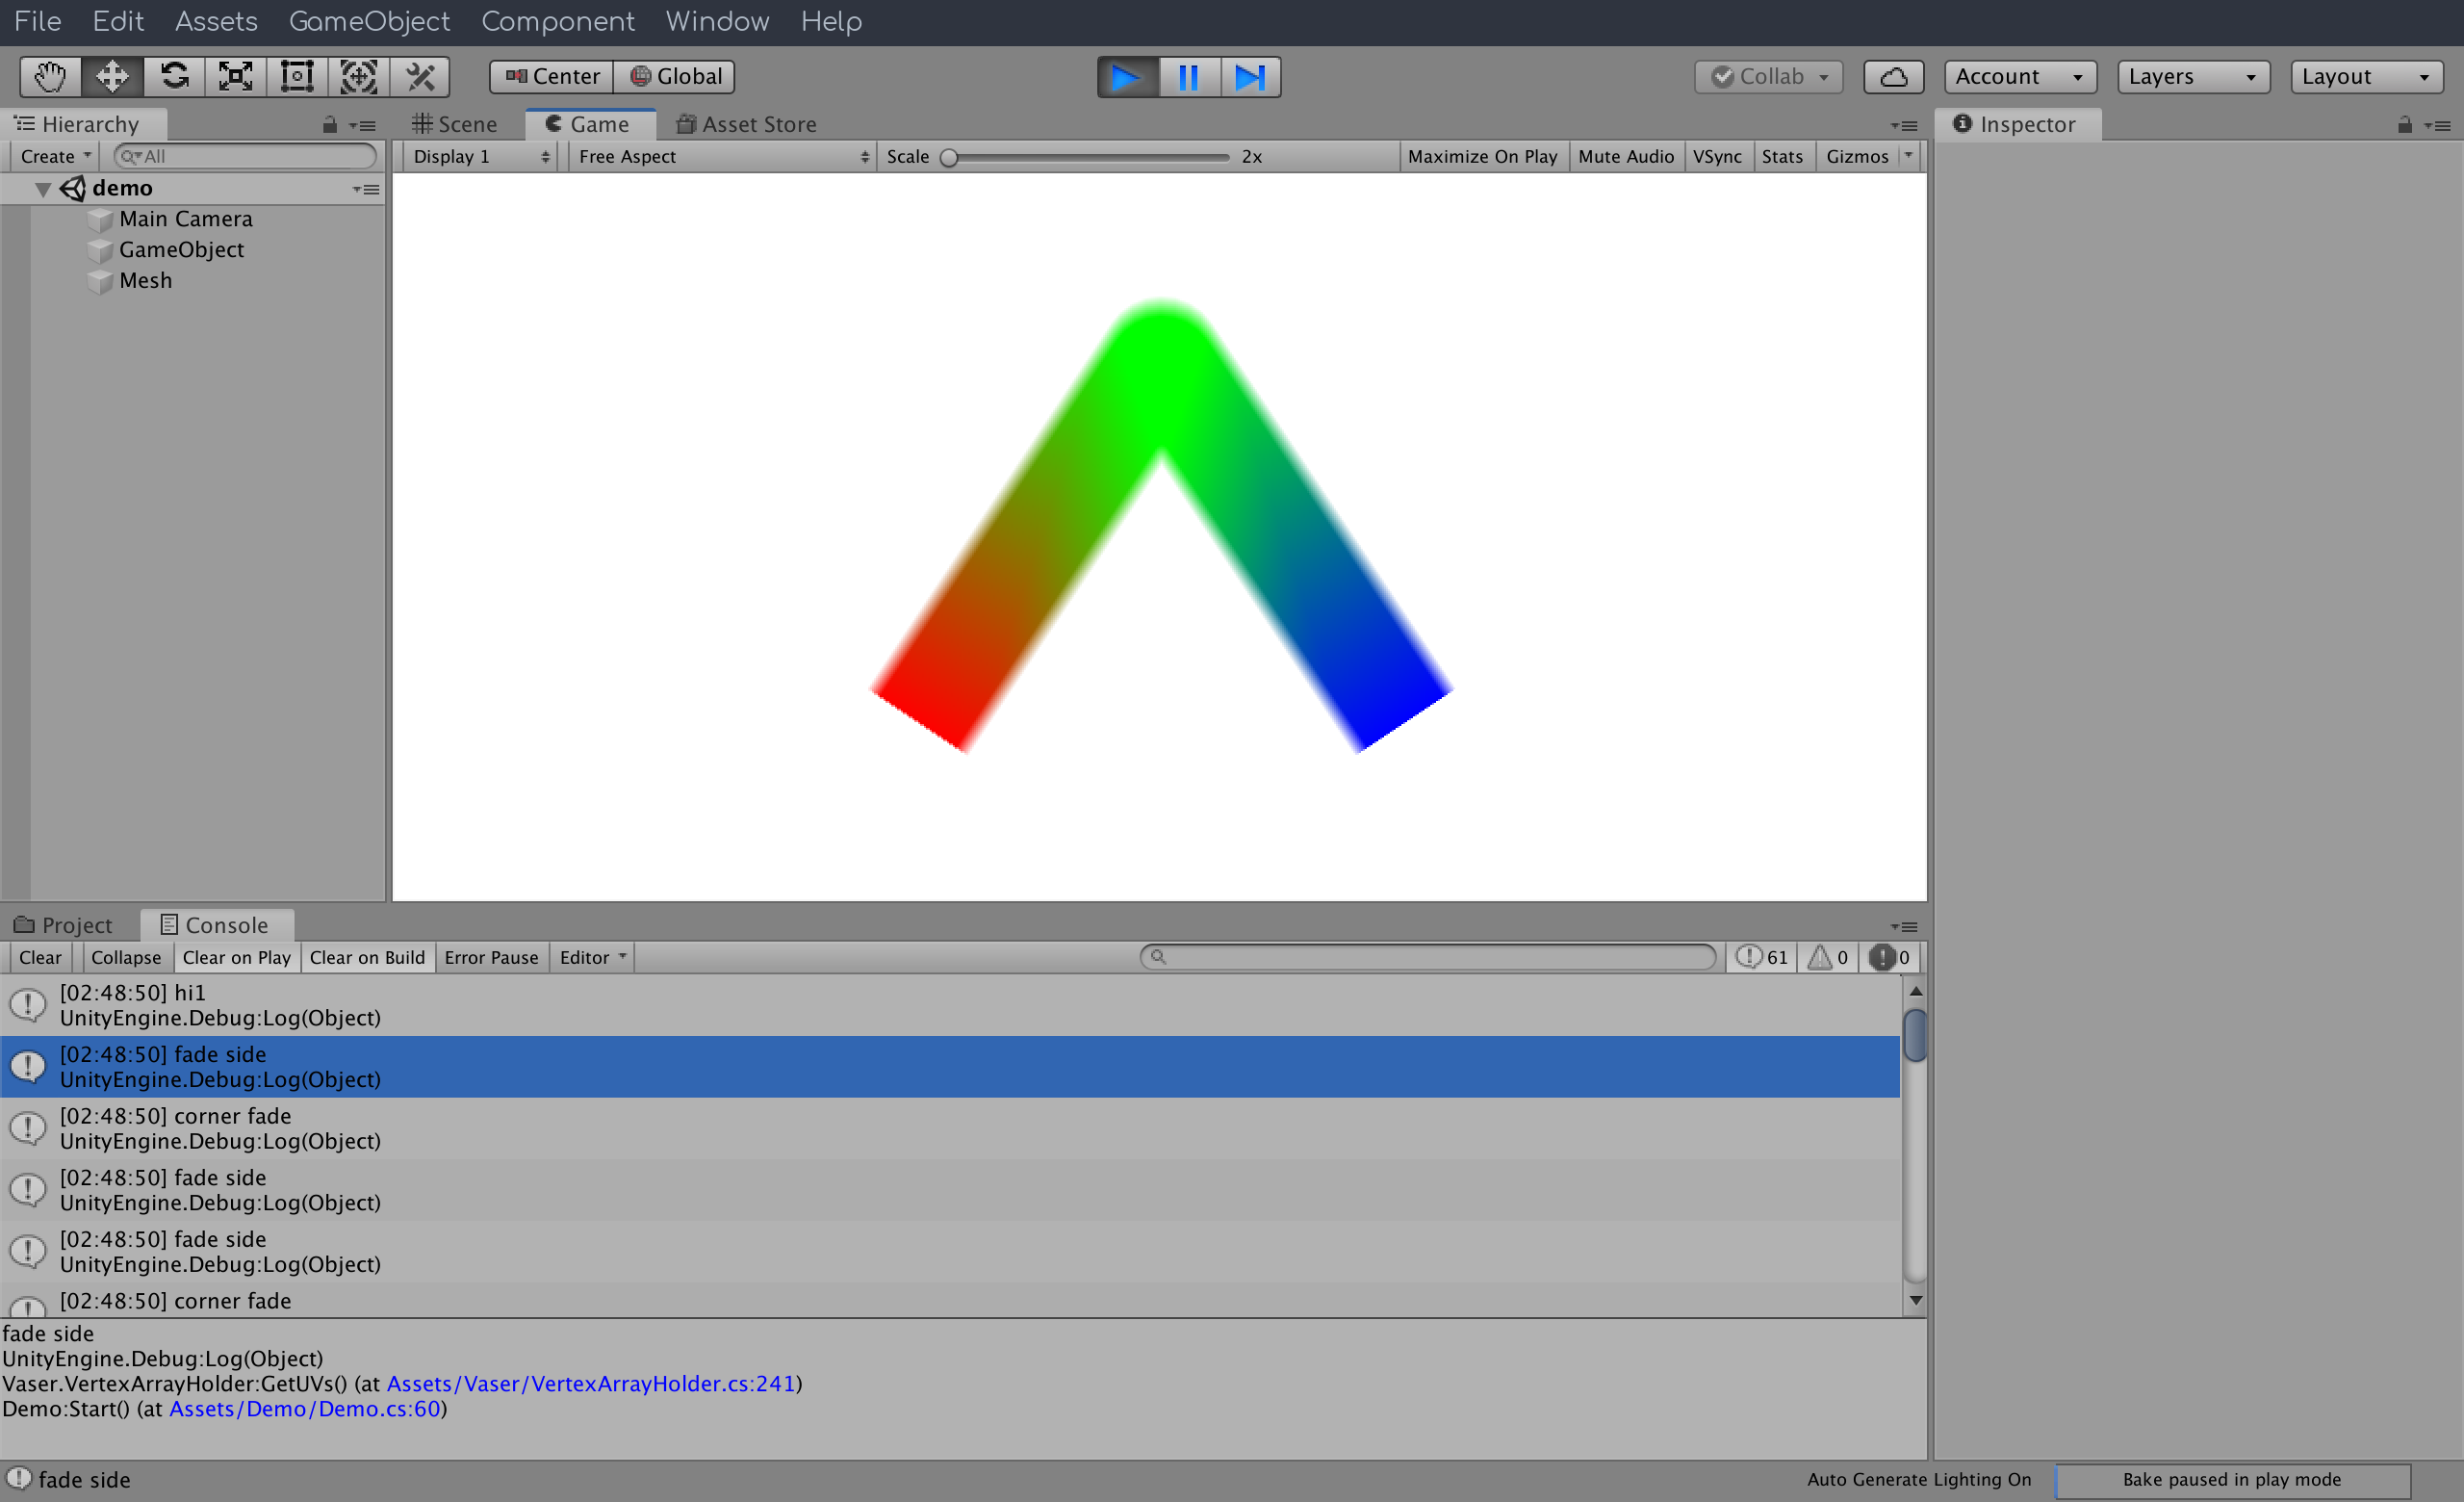 File Edit Assets GameObject Component Window Help
Center Global Collab Account Layers Layout
Hierarchy Scene Game Asset Store Inspector
Create All Display 1 Free Aspect Scale 2x Maximize On Play Mute Audio VSync Stats Gizmos
demo
Main Camera
GameObject
Mesh
Project Console
Clear Collapse Clear on Play Clear on Build Error Pause Editor 61 0 0
[02:48:50] hi1
UnityEngine.Debug:Log(Object)
[02:48:50] fade side
UnityEngine.Debug:Log(Object)
[02:48:50] corner fade
UnityEngine.Debug:Log(Object)
[02:48:50] fade side
UnityEngine.Debug:Log(Object)
[02:48:50] fade side
UnityEngine.Debug:Log(Object)
[02:48:50] corner fade
fade side
UnityEngine.Debug:Log(Object)
Vaser.VertexArrayHolder:GetUVs() (at Assets/Vaser/VertexArrayHolder.cs:241)
Demo:Start() (at Assets/Demo/Demo.cs:60)
fade side Auto Generate Lighting On Bake paused in play mode